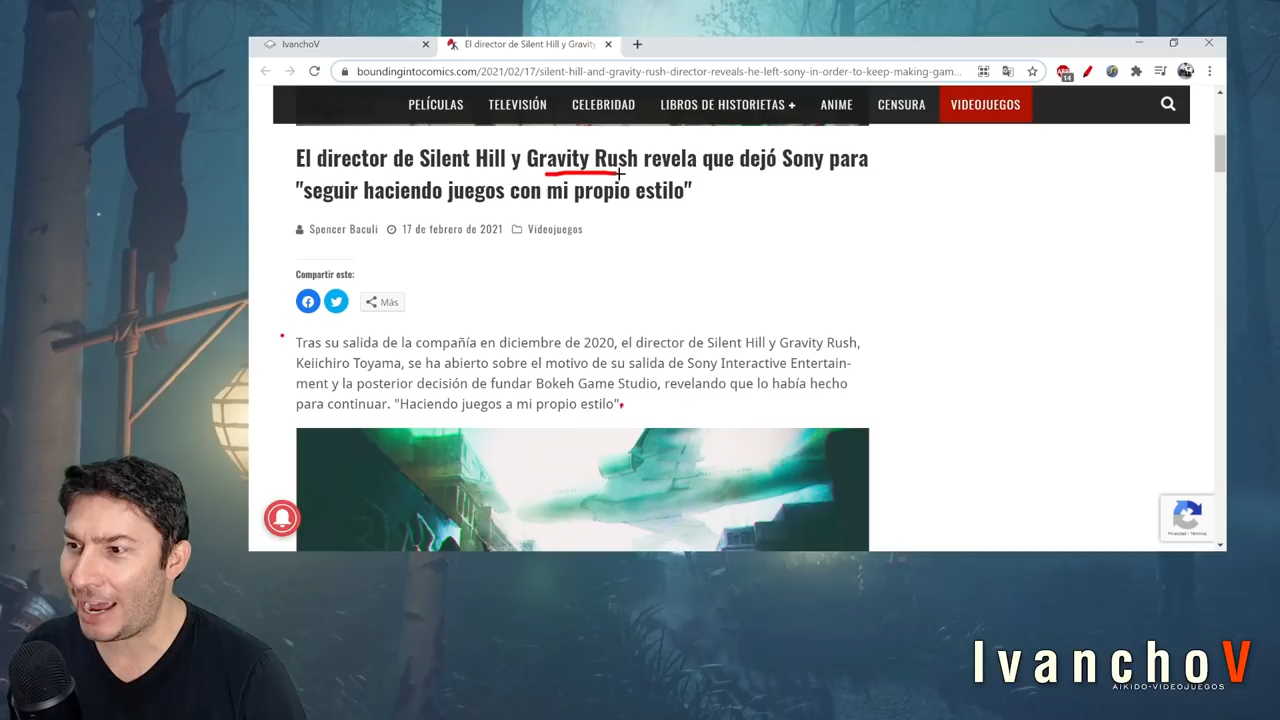 IvanchoV
El director de Silent Hill y Gravity
boundingintocomics.com/2021/02/17/silent-hill-and-gravity-rush-director-reveals-he-left-sony-in-order-to-keep-making-gam...
14
PELÍCULAS TELEVISIÓN CELEBRIDAD LIBROS DE HISTORIETAS + ANIME CENSURA VIDEOJUEGOS
El director de Silent Hill y Gravity Rush revela que dejó Sony para
"seguir haciendo juegos con mi propio estilo"
Spencer Baculi 17 de febrero de 2021 Videojuegos
Compartir este:
Más
Tras su salida de la compañía en diciembre de 2020, el director de Silent Hill y Gravity Rush,
Keiichiro Toyama, se ha abierto sobre el motivo de su salida de Sony Interactive Entertain-
ment y la posterior decisión de fundar Bokeh Game Studio, revelando que lo había hecho
para continuar. "Haciendo juegos a mi propio estilo".
Privacidad - Términos
IvanchoV
AIKIDO-VIDEOJUEGOS